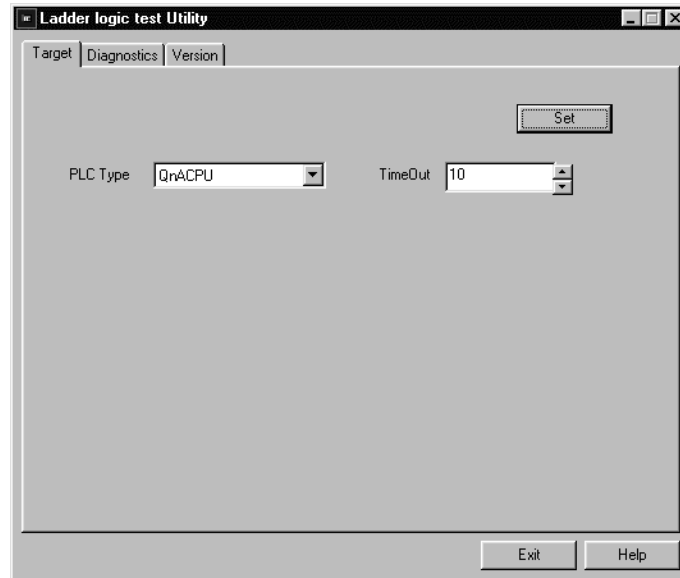 Ladder logic test Utility
Target Diagnostics Version
Set
PLC Type QnACPU TimeOut 10
Exit Help